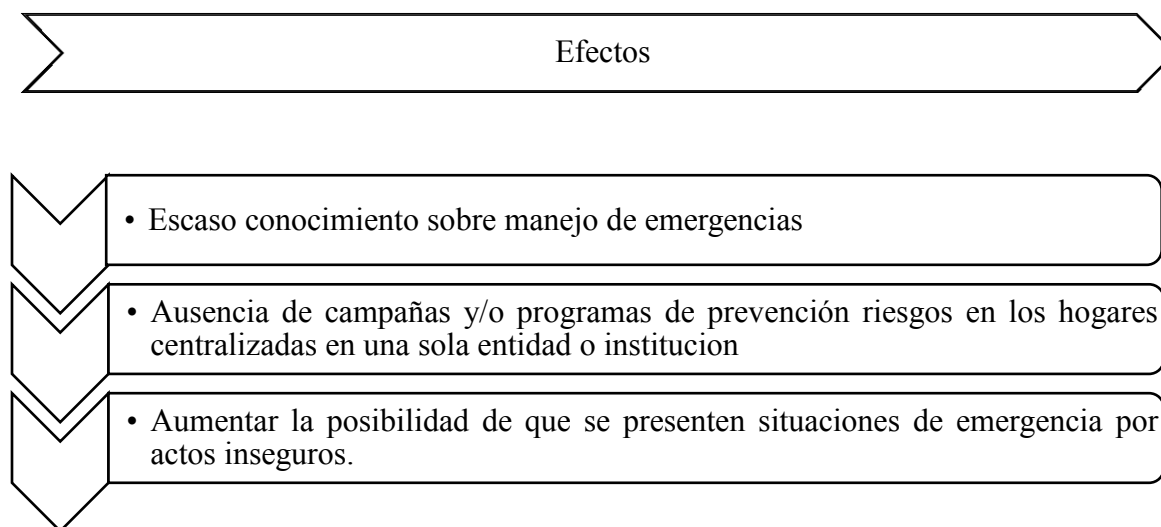 Efectos
• Escaso conocimiento sobre manejo de emergencias
• Ausencia de campañas y/o programas de prevención riesgos en los hogares
centralizadas en una sola entidad o institucion
• Aumentar la posibilidad de que se presenten situaciones de emergencia por
actos inseguros.